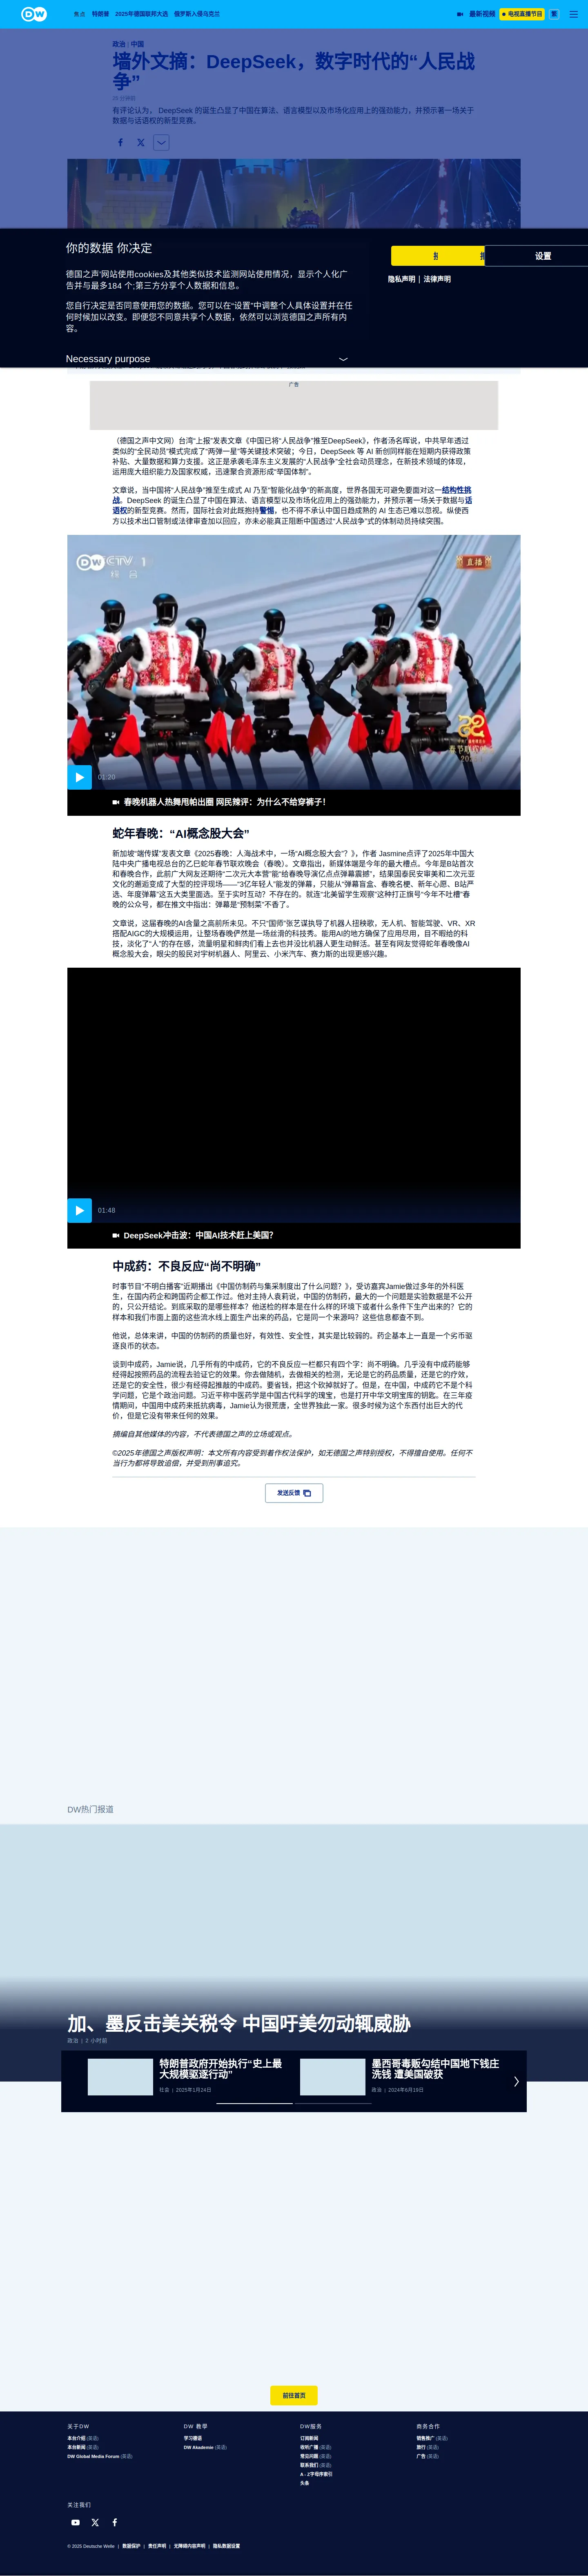 DW
焦点 特朗普 2025年德国联邦大选 俄罗斯入侵乌克兰
最新视频 电视直播节目 繁
政治 | 中国
墙外文摘：DeepSeek，数字时代的“人民战
争”
有评论认为， DeepSeek 的诞生凸显了中国在算法、语言模型以及市场化应用上的强劲能力，并预示著一场关于
数据与话语权的新型竞赛。
你的数据 你决定
德国之声'网站使用cookies及其他类似技术监测网站使用情况，显示个人化广
告并与最多184 个;第三方分享个人数据和信息。
您自行决定是否同意使用您的数据。您可以在“设置”中调整个人具体设置并在任
何时候加以改变。即便您不同意共享个人数据，依然可以浏览德国之声所有内
容。
设置
隐私声明 | 法律声明
Necessary purpose
广告
（德国之声中文网）台湾“上报”发表文章《中国已将“人民战争”推至DeepSeek》，作者汤名晖说，中共早年透过
类似的“全民动员”模式完成了“两弹一星”等关键技术突破；今日，DeepSeek 等 AI 新创同样能在短期内获得政策
补贴、大量数据和算力支援。这正是承袭毛泽东主义发展的“人民战争”全社会动员理念，在新技术领域的体现，
运用庞大组织能力及国家权威，迅速聚合资源形成“举国体制”。
文章说，当中国将“人民战争”推至生成式 AI 乃至“智能化战争”的新高度，世界各国无可避免要面对这一结构性挑
战。DeepSeek 的诞生凸显了中国在算法、语言模型以及市场化应用上的强劲能力，并预示著一场关于数据与话
语权的新型竞赛。然而，国际社会对此既抱持警惕，也不得不承认中国日趋成熟的 AI 生态已难以忽视。纵使西
方以技术出口管制或法律审查加以回应，亦未必能真正阻断中国透过“人民战争”式的体制动员持续突围。
DW
CCTV 1
综 合
直播
01:20
春晚机器人热舞甩帕出圈 网民辣评：为什么不给穿裤子！
蛇年春晚：“AI概念股大会”
新加坡“端传媒”发表文章《2025春晚：人海战术中，一场“AI概念股大会”？》，作者 Jasmine点评了2025年中国大
陆中央广播电视总台的乙巳蛇年春节联欢晚会（春晚）。文章指出，新媒体端是今年的最大槽点。今年是B站首次
和春晚合作，此前广大网友还期待“二次元大本营”能“给春晚导演亿点点弹幕震撼”，结果国泰民安审美和二次元亚
文化的邂逅变成了大型的控评现场——“3亿年轻人”能发的弹幕，只能从“弹幕盲盒、春晚名梗、新年心愿、B站严
选、年度弹幕”这五大类里面选。至于实时互动？不存在的。就连“北美留学生观察”这种打正旗号“今年不吐槽”春
晚的公众号，都在推文中指出：弹幕是“预制菜”不香了。
文章说，这届春晚的AI含量之高前所未见。不只“国师”张艺谋执导了机器人扭秧歌，无人机、智能驾驶、VR、XR
搭配AIGC的大规模运用，让整场春晚俨然是一场丝滑的科技秀。能用AI的地方确保了应用尽用，目不暇给的科
技，淡化了“人”的存在感，流量明星和鲜肉们看上去也并没比机器人更生动鲜活。甚至有网友觉得蛇年春晚像AI
概念股大会，眼尖的股民对宇树机器人、阿里云、小米汽车、赛力斯的出现更感兴趣。
01:48
DeepSeek冲击波：中国AI技术赶上美国？
中成药：不良反应“尚不明确”
时事节目“不明白播客”近期播出《中国仿制药与集采制度出了什么问题？》，受访嘉宾Jamie做过多年的外科医
生，在国内药企和跨国药企都工作过。他对主持人袁莉说，中国的仿制药，最大的一个问题是实验数据是不公开
的，只公开结论。到底采取的是哪些样本？他送检的样本是在什么样的环境下或者什么条件下生产出来的？它的
样本和我们市面上面的这些流水线上面生产出来的药品，它是同一个来源吗？这些信息都查不到。
他说，总体来讲，中国的仿制药的质量也好，有效性、安全性，其实是比较弱的。药企基本上一直是一个劣币驱
逐良币的状态。
谈到中成药，Jamie说，几乎所有的中成药，它的不良反应一栏都只有四个字：尚不明确。几乎没有中成药能够
经得起按照药品的流程去验证它的效果。你去做随机，去做相关的检测，无论是它的药品质量，还是它的疗效，
还是它的安全性，很少有经得起推敲的中成药。要省钱，把这个砍掉就好了。但是，在中国，中成药它不是个科
学问题，它是个政治问题。习近平称中医药学是中国古代科学的瑰宝，也是打开中华文明宝库的钥匙。在三年疫
情期间，中国用中成药来抵抗病毒，Jamie认为很荒唐，全世界独此一家。很多时候为这个东西付出巨大的代
价，但是它没有带来任何的效果。
摘编自其他媒体的内容，不代表德国之声的立场或观点。
©2025年德国之声版权声明：本文所有内容受到着作权法保护，如无德国之声特别授权，不得擅自使用。任何不
当行为都将导致追偿，并受到刑事追究。
发送反馈
DW热门报道
加、墨反击美关税令 中国吁美勿动辄威胁
政治 | 2 小时前
特朗普政府开始执行“史上最
大规模驱逐行动”
社会 | 2025年1月24日
墨西哥毒贩勾结中国地下钱庄
洗钱 遭美国破获
政治 | 2024年6月19日
前往首页
关于DW
本台介绍 (英语)
本台新闻 (英语)
DW Global Media Forum (英语)
DW 教學
学习德语
DW Akademie (英语)
DW服务
订阅新闻
收听广播 (英语)
常见问题 (英语)
联系我们 (英语)
A - Z字母序索引
头条
商务合作
销售推广 (英语)
旅行 (英语)
广告 (英语)
关注我们
© 2025 Deutsche Welle | 数据保护 | 责任声明 | 无障碍内容声明 | 隐私数据设置